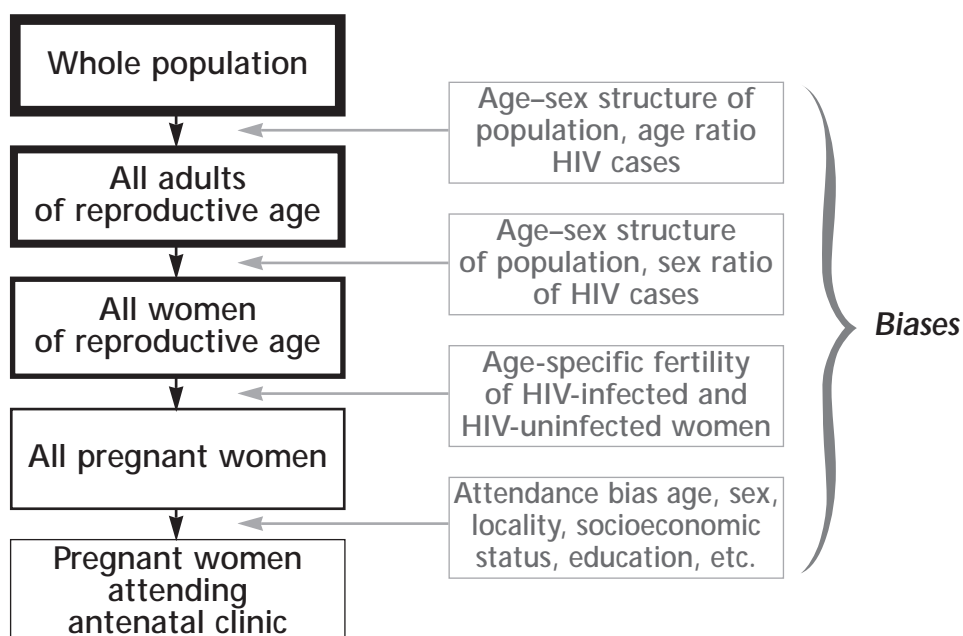 Whole population
Age–sex structure of
population, age ratio
HIV cases
All adults
of reproductive age
Age–sex structure
of population, sex ratio
of HIV cases
All women
of reproductive age
Biases
Age-specific fertility
of HIV-infected and
HIV-uninfected women
All pregnant women
Attendance bias age, sex,
locality, socioeconomic
status, education, etc.
Pregnant women
attending
antenatal clinic